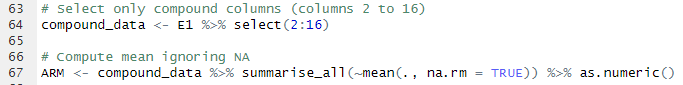 63 # Select only compound columns (columns 2 to 16)
64 compound_data <- E1 %>% select(2:16)
65
66 # Compute mean ignoring NA
67 ARM <- compound_data %>% summarise_all(~mean(., na.rm = TRUE)) %>% as.numeric()